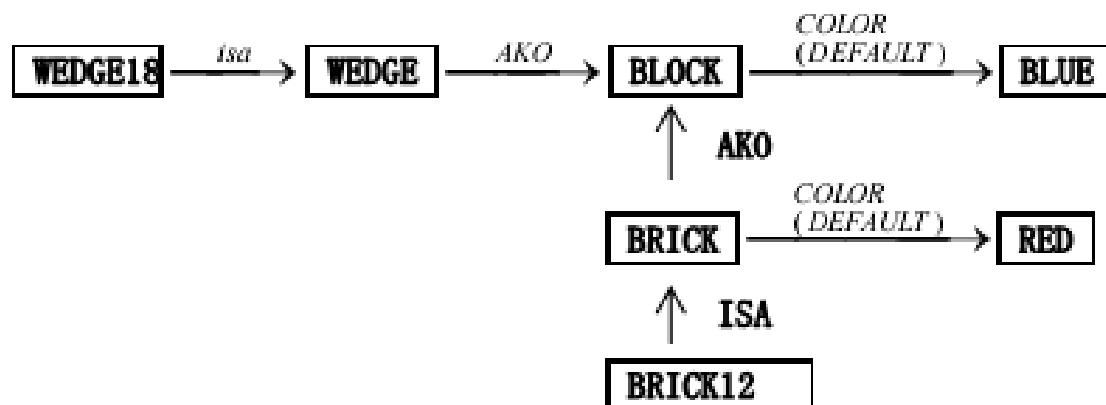 COLOR
WEDGE18 isa WEDGE AKO BLOCK (DEFAULT) BLUE
AKO
COLOR
BRICK (DEFAULT) RED
ISA
BRICK12